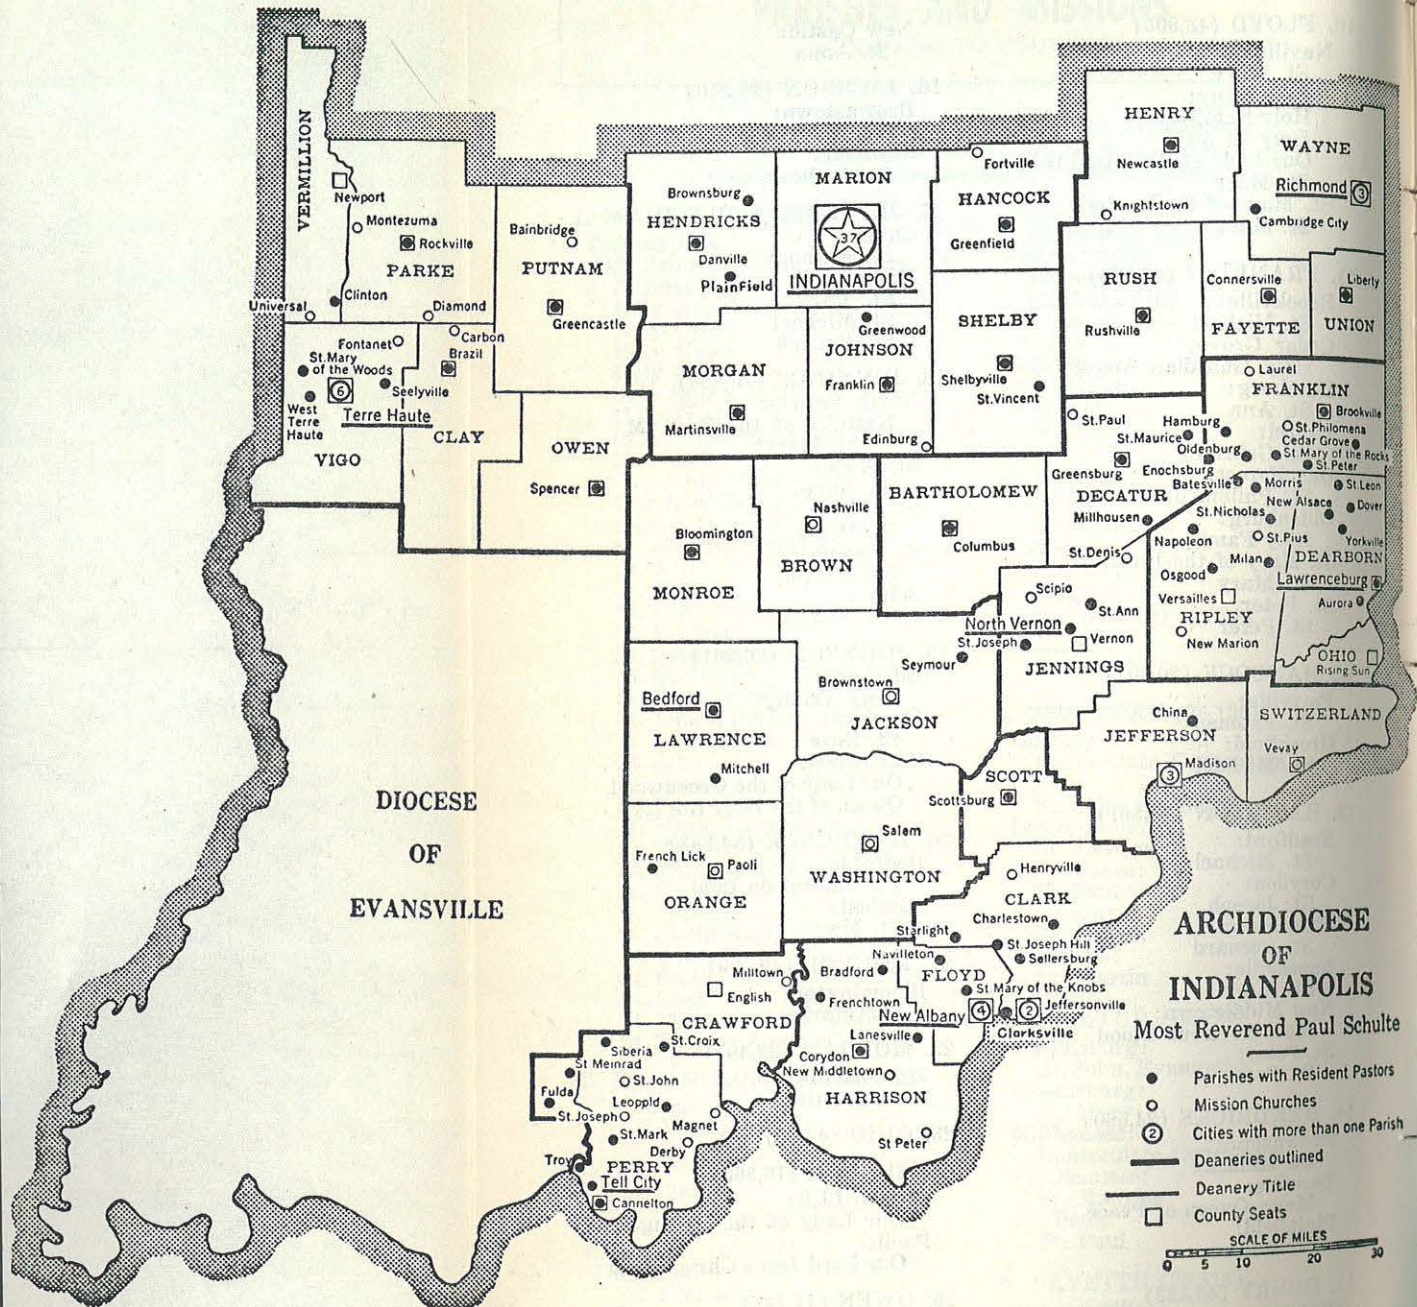 VERMILLION
Newport
Montezuma
Rockville
PARKE
Universal
Clinton
Diamond
Bainbridge
PUTNAM
Greencastle
Brownsburg
HENDRICKS
Danville
Plainfield
MARION
37
INDIANAPOLIS
Fortville
HANCOCK
Greenfield
HENRY
Newcastle
Knightstown
WAYNE
Richmond
3
Cambridge City
RUSH
Rushville
Connersville
FAYETTE
Liberty
UNION
Fontanet
St.Mary
of the Woods
6
Seelyville
West
Terre
Haute
Terre Haute
VIGO
Carbon
Brazil
CLAY
OWEN
Spencer
MORGAN
Martinsville
Greenwood
JOHNSON
Franklin
Edinburg
SHELBY
Shelbyville
St.Vincent
Laurel
FRANKLIN
Brookville
St.Philomena
Cedar Grove
St Mary of the Rocks
St.Peter
St.Paul
Hamburg
St.Maurice
Oldenburg
Greensburg
Enochsburg
Batesville
DECATUR
Millhousen
Morris
St.Leon
New Alsace
Dover
St.Nicholas
Napoleon
St.Pius
Yorkville
Milan
DEARBORN
Osgood
Lawrenceburg
Versailles
Aurora
RIPLEY
New Marion
OHIO
Rising Sun
Bloomington
MONROE
Nashville
BROWN
BARTHOLOMEW
Columbus
St.Denis
Scipio
St.Ann
North Vernon
St.Joseph
Vernon
Seymour
JENNINGS
Brownstown
JACKSON
Bedford
LAWRENCE
Mitchell
China
JEFFERSON
3
Madison
SWITZERLAND
Vevay
SCOTT
Scottsburg
DIOCESE
OF
EVANSVILLE
French Lick
Paoli
ORANGE
Salem
WASHINGTON
Henryville
CLARK
Charlestown
Starlight
St.Joseph Hill
Sellersburg
Navilleton
FLOYD
Bradford
St Mary of the Knobs
Frenchtown
New Albany
4
2
Jeffersonville
Clarksville
Lanesville
Corydon
New Middletown
HARRISON
St Peter
Milltown
English
CRAWFORD
St.Croix
Siberia
St Meinrad
St.John
Fulda
Leopold
St.Joseph
Magnet
St.Mark
Derby
Troy
PERRY
Tell City
Cannelton
ARCHDIOCESE
OF
INDIANAPOLIS
Most Reverend Paul Schulte
Parishes with Resident Pastors
Mission Churches
2 Cities with more than one Parish
Deaneries outlined
Deanery Title
County Seats
SCALE OF MILES
0 5 10 20 30